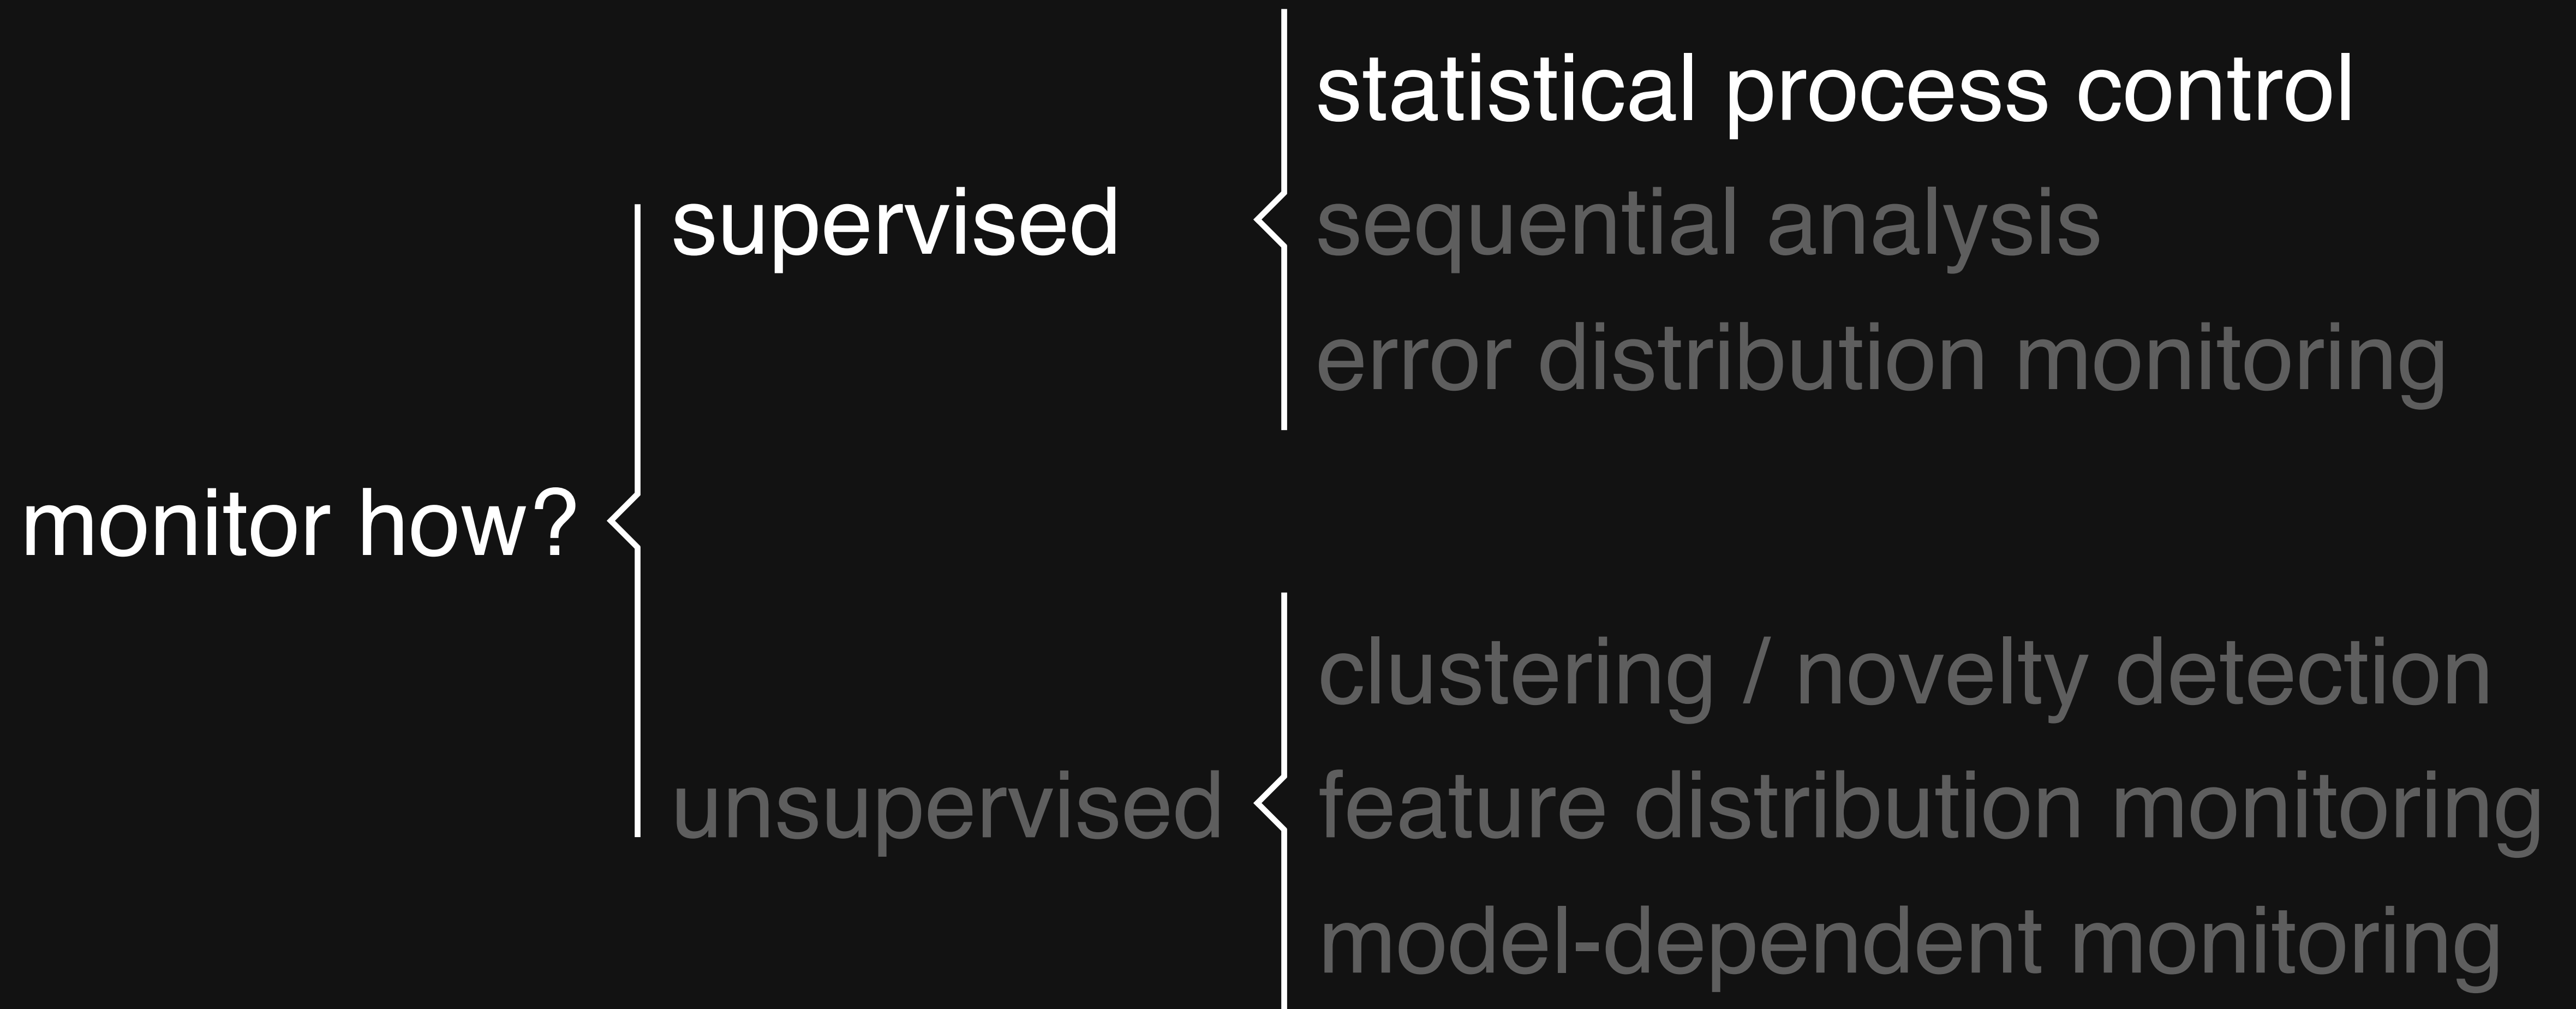 monitor how?
supervised
statistical process control
sequential analysis
error distribution monitoring
unsupervised
clustering / novelty detection
feature distribution monitoring
model-dependent monitoring